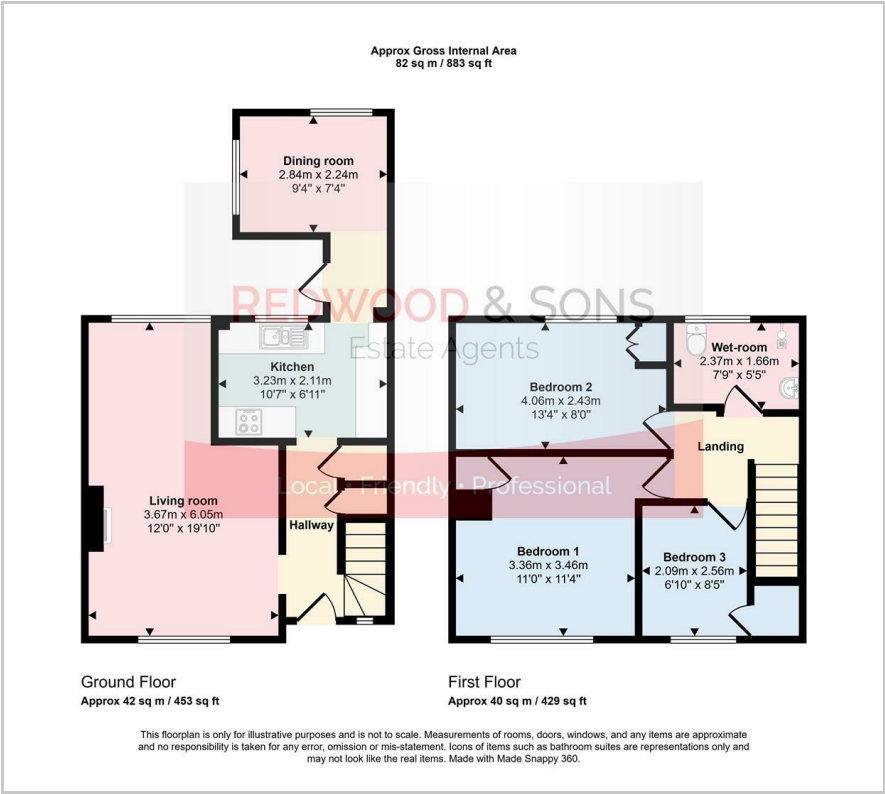 Approx Gross Internal Area
82 sq m / 883 sq ft
Dining room
2.84m x 2.24m
9'4" x 7'4"
REDWOOD & SONS
Estate Agents
Kitchen
3.23m x 2.11m
10'7" x 6'11"
Wet-room
2.37m x 1.66m
7'9" x 5'5"
Bedroom 2
4.06m x 2.43m
13'4" x 8'0"
Landing
Local • Friendly • Professional
Living room
3.67m x 6.05m
12'0" x 19'10"
Hallway
Bedroom 1
3.36m x 3.46m
11'0" x 11'4"
Bedroom 3
2.09m x 2.56m
6'10" x 8'5"
Ground Floor
Approx 42 sq m / 453 sq ft
First Floor
Approx 40 sq m / 429 sq ft
This floorplan is only for illustrative purposes and is not to scale. Measurements of rooms, doors, windows, and any items are approximate
and no responsibility is taken for any error, omission or mis-statement. Icons of items such as bathroom suites are representations only and
may not look like the real items. Made with Made Snappy 360.